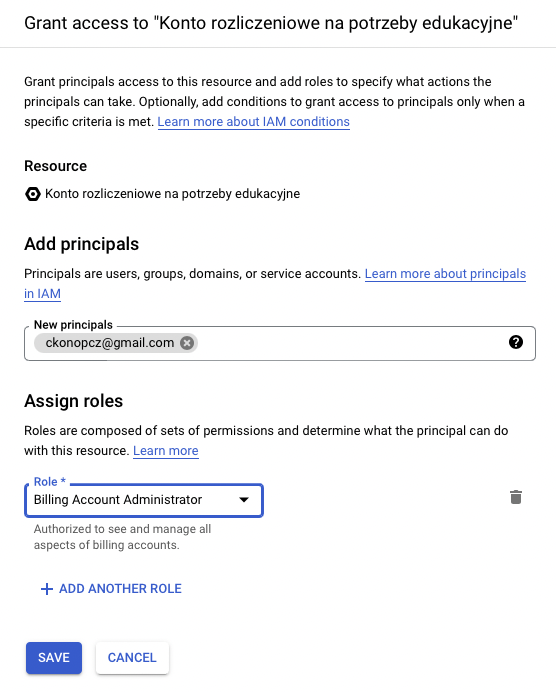 Grant access to "Konto rozliczeniowe na potrzeby edukacyjne"
Grant principals access to this resource and add roles to specify what actions the
principals can take. Optionally, add conditions to grant access to principals only when a
specific criteria is met. Learn more about IAM conditions
Resource
Konto rozliczeniowe na potrzeby edukacyjne
Add principals
Principals are users, groups, domains, or service accounts. Learn more about principals
in IAM
New principals
ckonopcz@gmail.com
Assign roles
Roles are composed of sets of permissions and determine what the principal can do
with this resource. Learn more
Role *
Billing Account Administrator
Authorized to see and manage all
aspects of billing accounts.
+ ADD ANOTHER ROLE
SAVE CANCEL